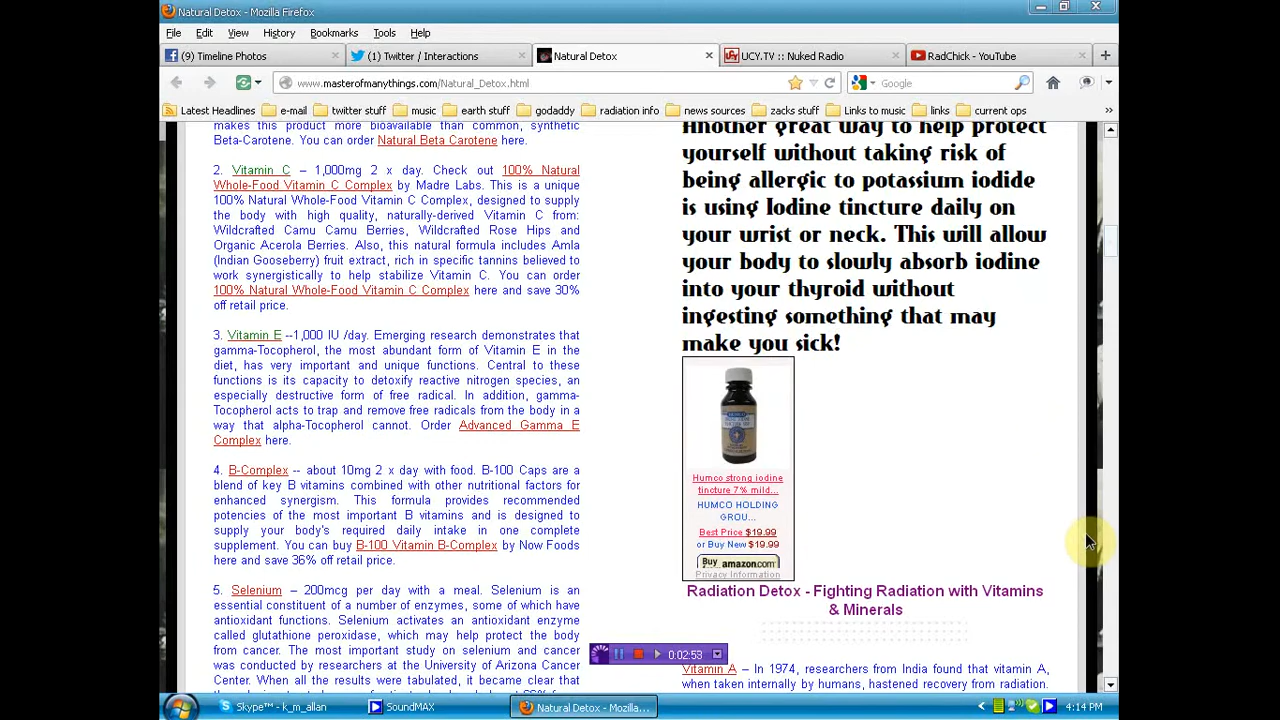 Natural Detox - Mozilla Firefox
File Edit View History Bookmarks Tools Help
(9) Timeline Photos
(1) Twitter / Interactions
Natural Detox
UCY.TV :: Nuked Radio
RadChick - YouTube
www.masterofmanythings.com/Natural_Detox.html
Google
Latest Headlines e-mail twitter stuff music earth stuff godaddy radiation info news sources zacks stuff Links to music links current ops
makes this product more bioavailable than common, synthetic
Beta-Carotene. You can order Natural Beta Carotene here.
2. Vitamin C – 1,000mg 2 x day. Check out 100% Natural
Whole-Food Vitamin C Complex by Madre Labs. This is a unique
100% Natural Whole-Food Vitamin C Complex, designed to supply
the body with high quality, naturally-derived Vitamin C from:
Wildcrafted Camu Camu Berries, Wildcrafted Rose Hips and
Organic Acerola Berries. Also, this natural formula includes Amla
(Indian Gooseberry) fruit extract, rich in specific tannins believed to
work synergistically to help stabilize Vitamin C. You can order
100% Natural Whole-Food Vitamin C Complex here and save 30%
off retail price.
3. Vitamin E --1,000 IU /day. Emerging research demonstrates that
gamma-Tocopherol, the most abundant form of Vitamin E in the
diet, has very important and unique functions. Central to these
functions is its capacity to detoxify reactive nitrogen species, an
especially destructive form of free radical. In addition, gamma-
Tocopherol acts to trap and remove free radicals from the body in a
way that alpha-Tocopherol cannot. Order Advanced Gamma E
Complex here.
4. B-Complex -- about 10mg 2 x day with food. B-100 Caps are a
blend of key B vitamins combined with other nutritional factors for
enhanced synergism. This formula provides recommended
potencies of the most important B vitamins and is designed to
supply your body's required daily intake in one complete
supplement. You can buy B-100 Vitamin B-Complex by Now Foods
here and save 36% off retail price.
5. Selenium – 200mcg per day with a meal. Selenium is an
essential constituent of a number of enzymes, some of which have
antioxidant functions. Selenium activates an antioxidant enzyme
called glutathione peroxidase, which may help protect the body
from cancer. The most important study on selenium and cancer
was conducted by researchers at the University of Arizona Cancer
Center. When all the results were tabulated, it became clear that
Another great way to help protect
yourself without taking risk of
being allergic to potassium iodide
is using Iodine tincture daily on
your wrist or neck. This will allow
your body to slowly absorb iodine
into your thyroid without
ingesting something that may
make you sick!
Humco strong iodine
tincture 7% mild...
HUMCO HOLDING
GROU...
Best Price $19.99
or Buy New $19.99
Buy amazon.com
Privacy Information
Radiation Detox - Fighting Radiation with Vitamins
& Minerals
Vitamin A – In 1974, researchers from India found that vitamin A,
when taken internally by humans, hastened recovery from radiation.
0:02:53
Skype™ - k_m_allan
SoundMAX
Natural Detox - Mozilla...
4:14 PM